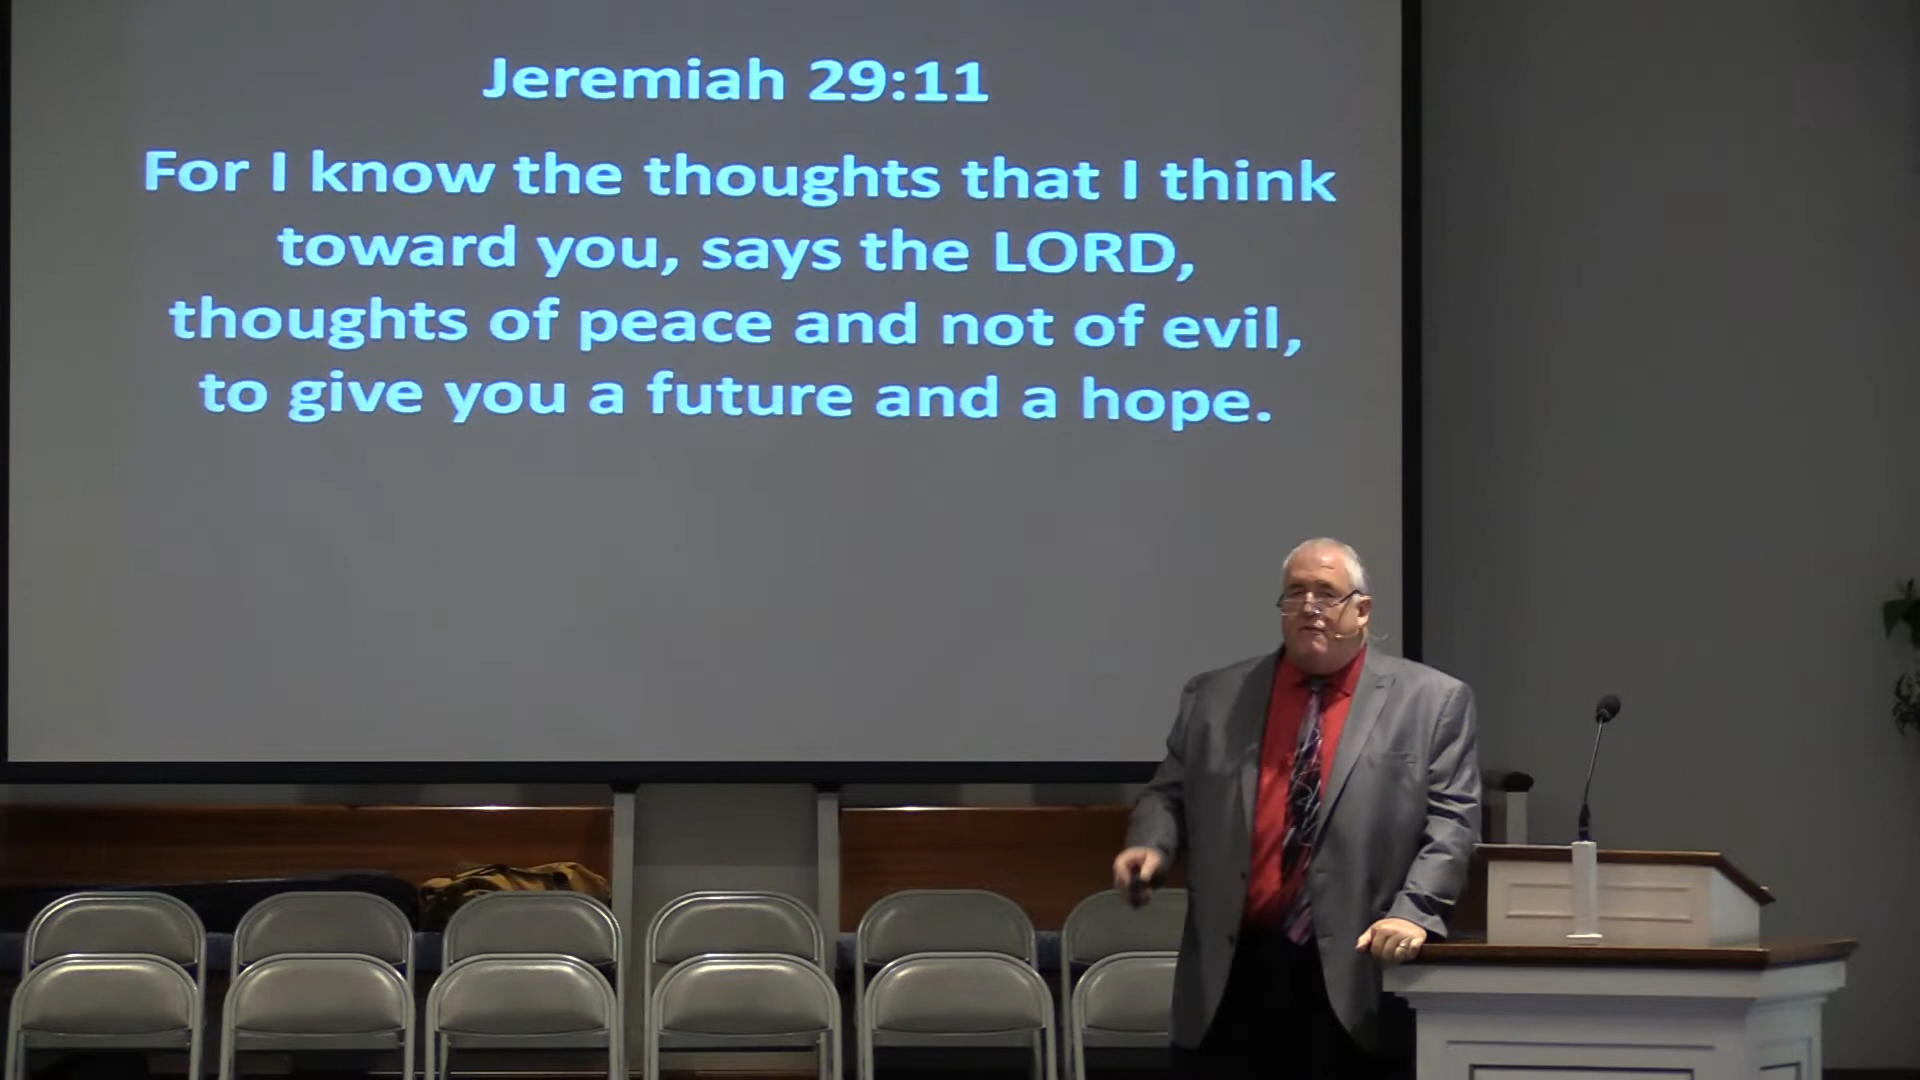 Jeremiah 29:11
For I know the thoughts that I think
toward you, says the LORD,
thoughts of peace and not of evil,
to give you a future and a hope.